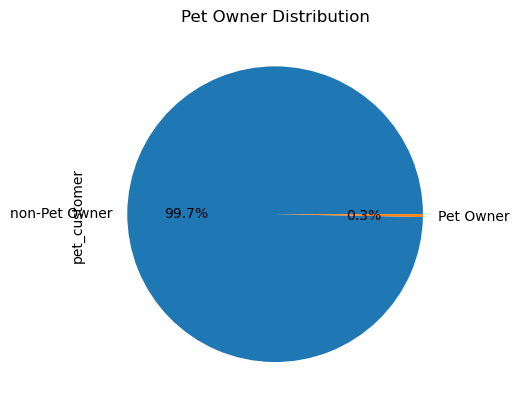 Pet Owner Distribution
pet_customer
non-Pet Owner
99.7%
0.3%
Pet Owner